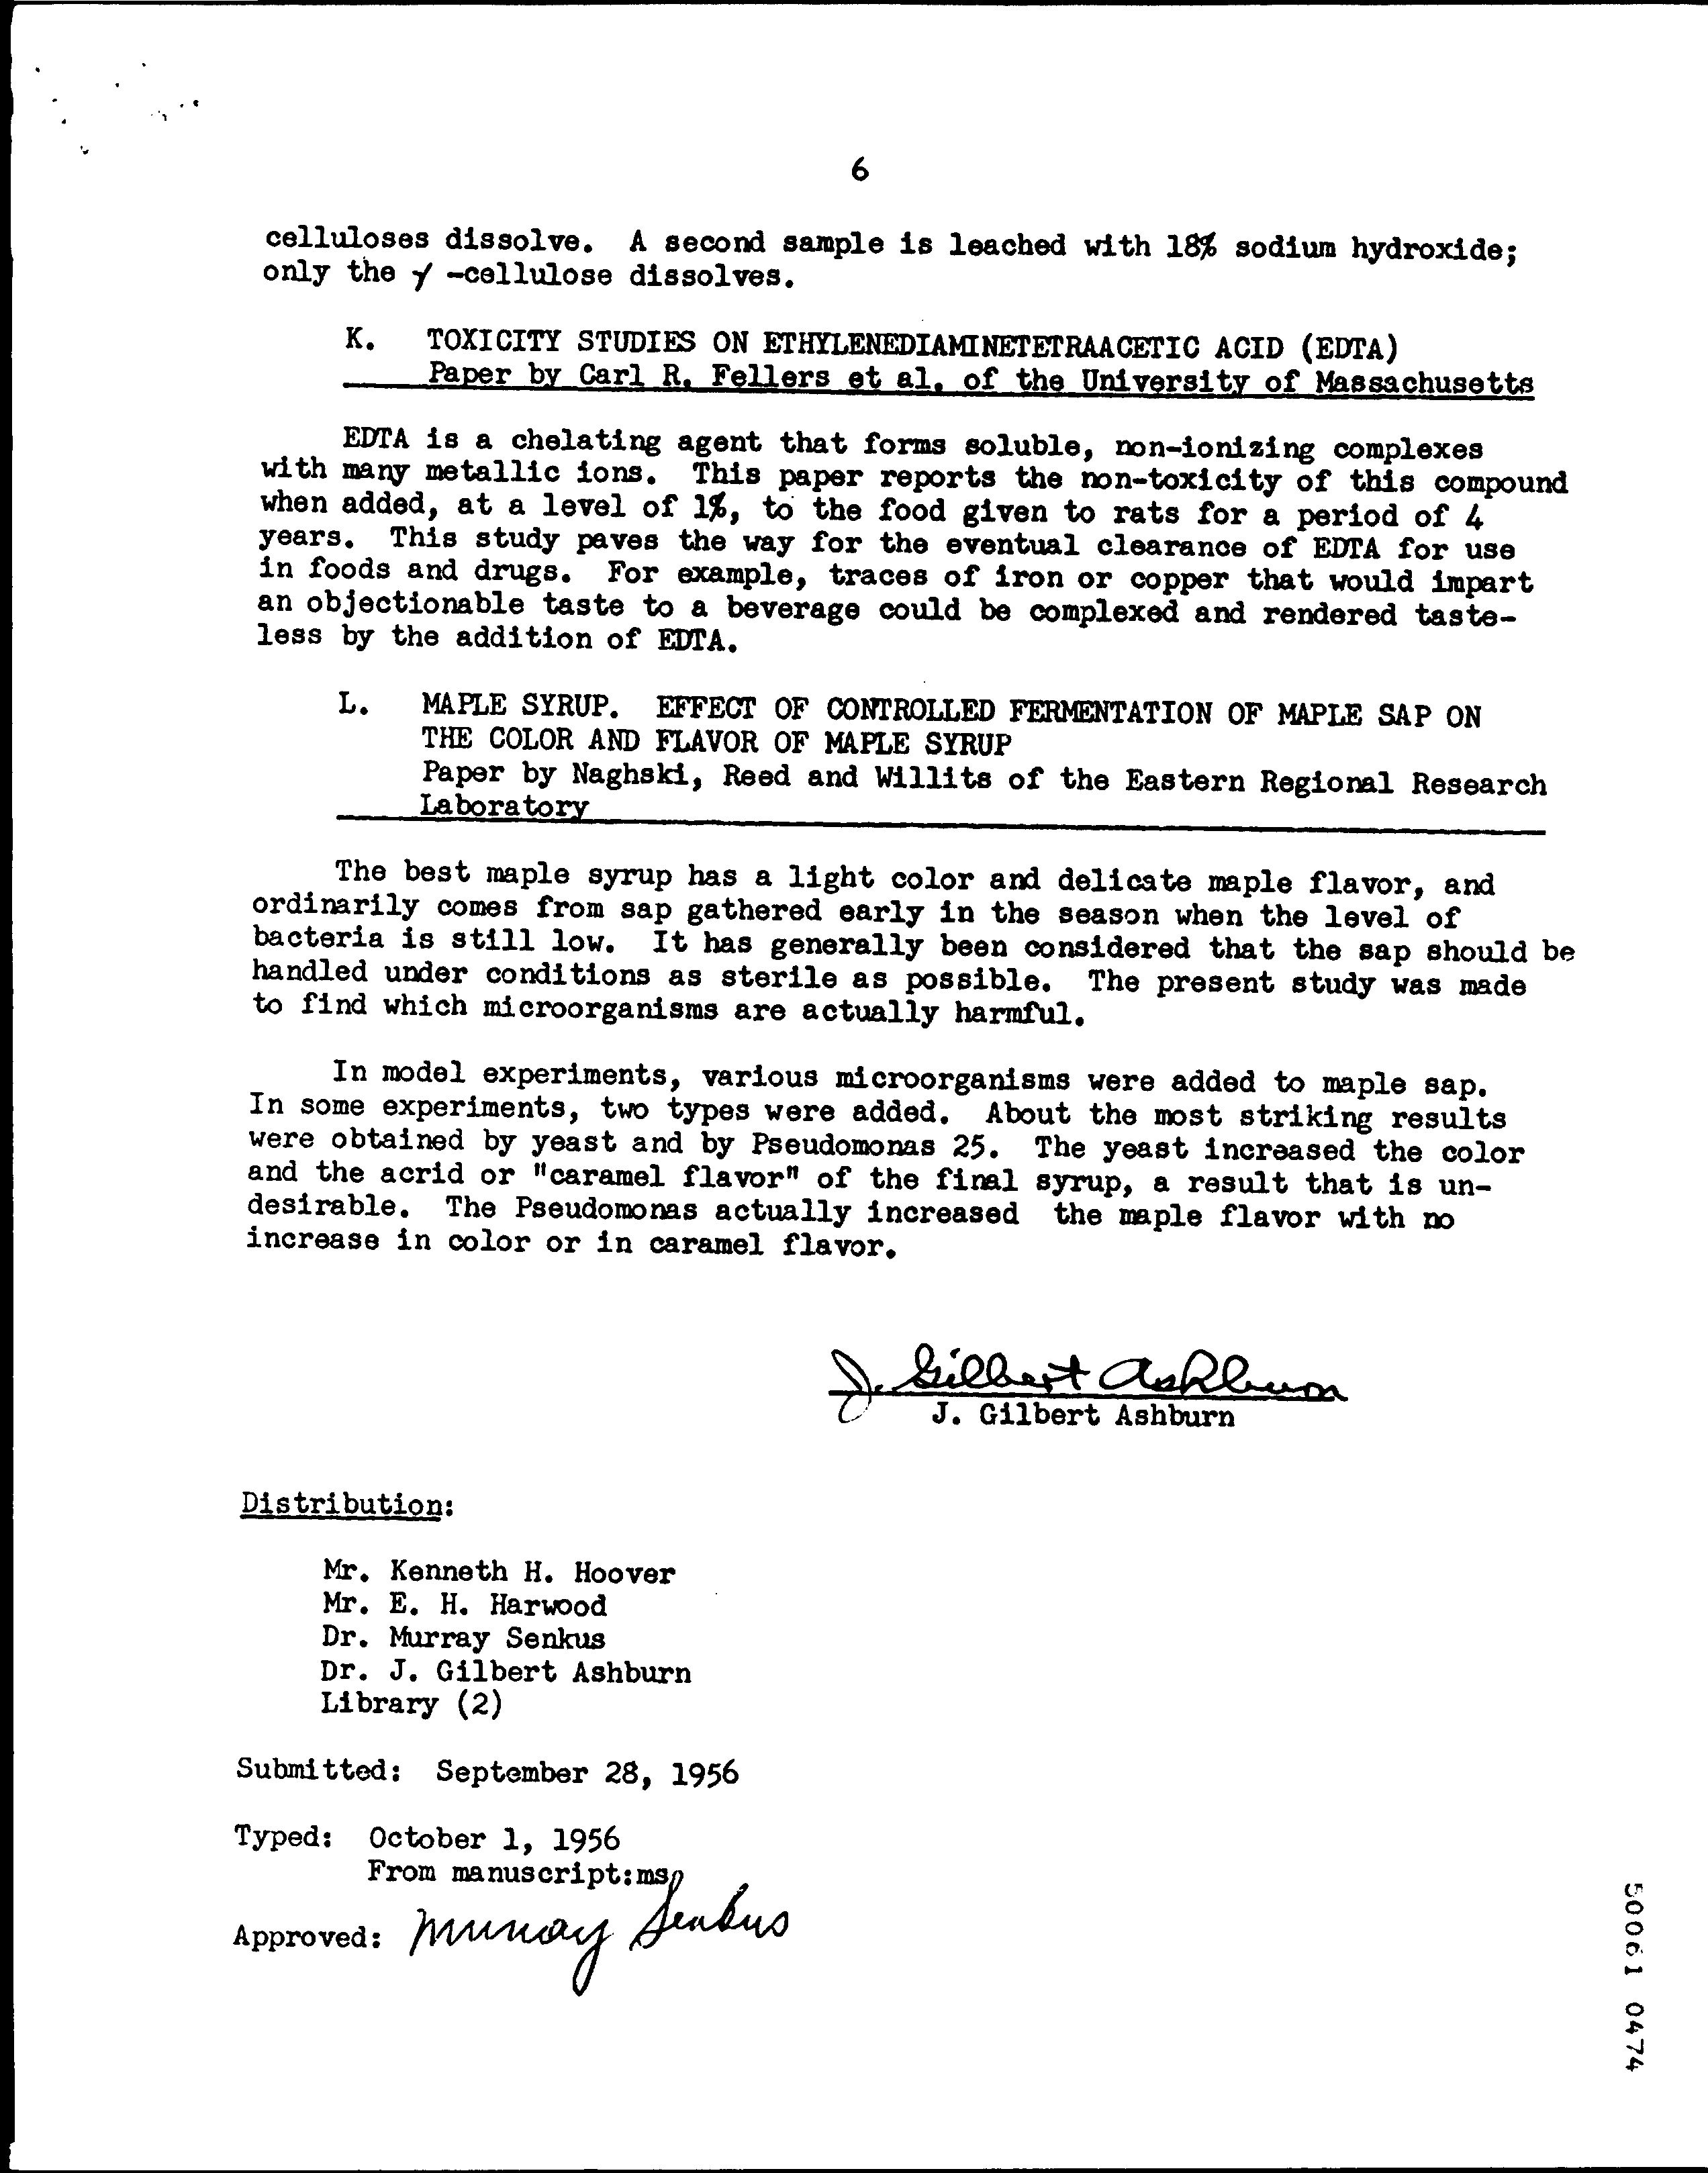 6
celluloses dissolve. A second sample is leached with 18% sodium hydroxide;
only the γ -cellulose dissolves.
K. TOXICITY STUDIES ON ETHYLENEDIAMINETETRAACETIC ACID (EDTA)
Paper by Carl R. Fellers et al. of the University of Massachusetts
EDTA is a chelating agent that forms soluble, non-ionizing complexes
with many metallic ions. This paper reports the non-toxicity of this compound
when added, at a level of 1%, to the food given to rats for a period of 4
years. This study paves the way for the eventual clearance of EDTA for use
in foods and drugs. For example, traces of iron or copper that would impart
an objectionable taste to a beverage could be complexed and rendered taste-
less by the addition of EDTA.
L. MAPLE SYRUP. EFFECT OF CONTROLLED FERMENTATION OF MAPLE SAP ON
THE COLOR AND FLAVOR OF MAPLE SYRUP
Paper by Naghski, Reed and Willits of the Eastern Regional Research
Laboratory
The best maple syrup has a light color and delicate maple flavor, and
ordinarily comes from sap gathered early in the season when the level of
bacteria is still low. It has generally been considered that the sap should be
handled under conditions as sterile as possible. The present study was made
to find which microorganisms are actually harmful.
In model experiments, various microorganisms were added to maple sap.
In some experiments, two types were added. About the most striking results
were obtained by yeast and by Pseudomonas 25. The yeast increased the color
and the acrid or "caramel flavor" of the final syrup, a result that is un-
desirable. The Pseudomonas actually increased the maple flavor with no
increase in color or in caramel flavor.
J. Gilbert Ashburn
J. Gilbert Ashburn
Distribution:
Mr. Kenneth H. Hoover
Mr. E. H. Harwood
Dr. Murray Senkus
Dr. J. Gilbert Ashburn
Library (2)
Submitted: September 28, 1956
Typed: October 1, 1956
From manuscript:ms
Approved: Murray Senkus
50061 0474